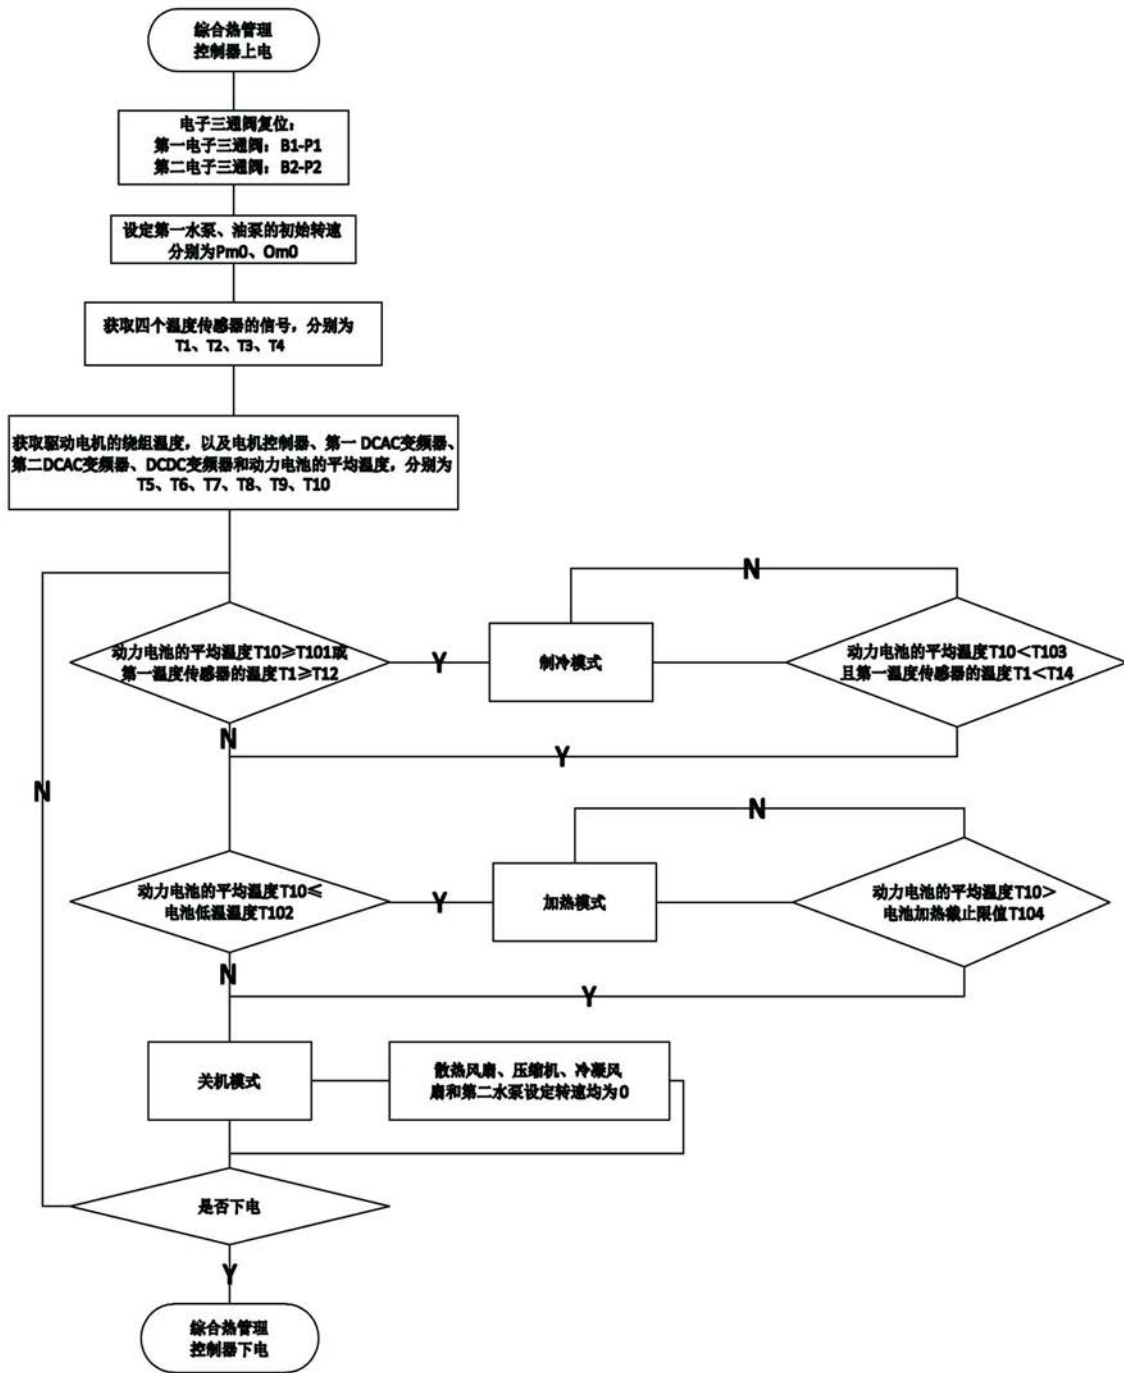 综合热管理
控制器上电
电子三通阀复位：
第一电子三通阀：B1-P1
第二电子三通阀：B2-P2
设定第一水泵、油泵的初始转速
分别为Pm0、Om0
获取四个温度传感器的信号，分别为
T1、T2、T3、T4
获取驱动电机的绕组温度，以及电机控制器、第一 DCAC变频器、
第二DCAC变频器、DCDC变频器和动力电池的平均温度，分别为
T5、T6、T7、T8、T9、T10
N
动力电池的平均温度T10≥T101或
第一温度传感器的温度T1≥T12
Y
制冷模式
动力电池的平均温度T10＜T103
且第一温度传感器的温度T1＜T14
N
Y
N
N
动力电池的平均温度T10≤
电池低温温度T102
Y
加热模式
动力电池的平均温度T10＞
电池加热截止限值T104
N
Y
关机模式
散热风扇、压缩机、冷凝风
扇和第二水泵设定转速均为0
是否下电
Y
综合热管理
控制器下电